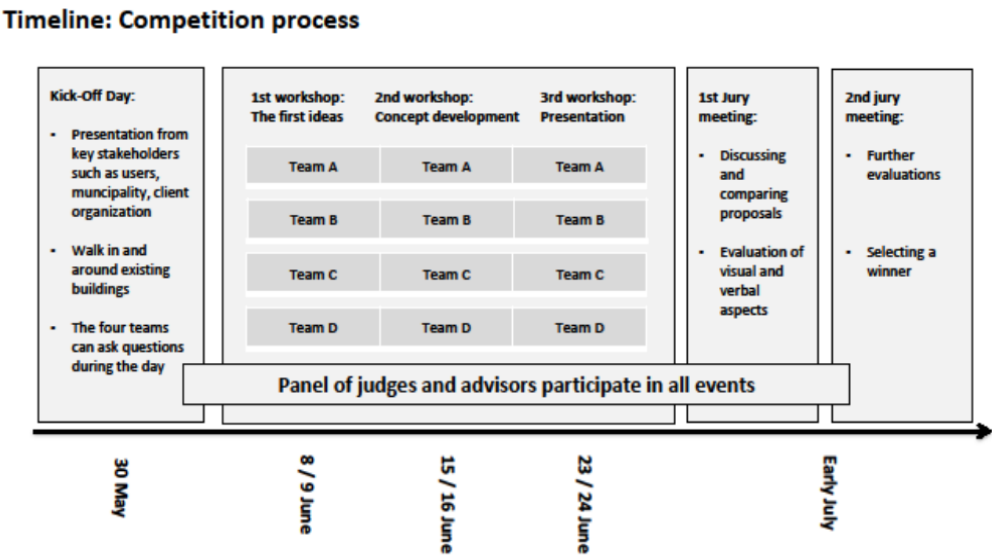 Timeline: Competition process
Kick-Off Day:
- Presentation from
key stakeholders
such as users,
muncipality, client
organization
- Walk in and
around existing
buildings
- The four teams
can ask questions
during the day
1st workshop:
The first ideas
2nd workshop:
Concept development
3rd workshop:
Presentation
Team A
Team A
Team A
Team B
Team B
Team B
Team C
Team C
Team C
Team D
Team D
Team D
1st Jury
meeting:
- Discussing
and
comparing
proposals
- Evaluation of
visual and
verbal
aspects
2nd jury
meeting:
- Further
evaluations
- Selecting a
winner
Panel of judges and advisors participate in all events
30 May
8 / 9 June
15 / 16 June
23 / 24 June
Early July